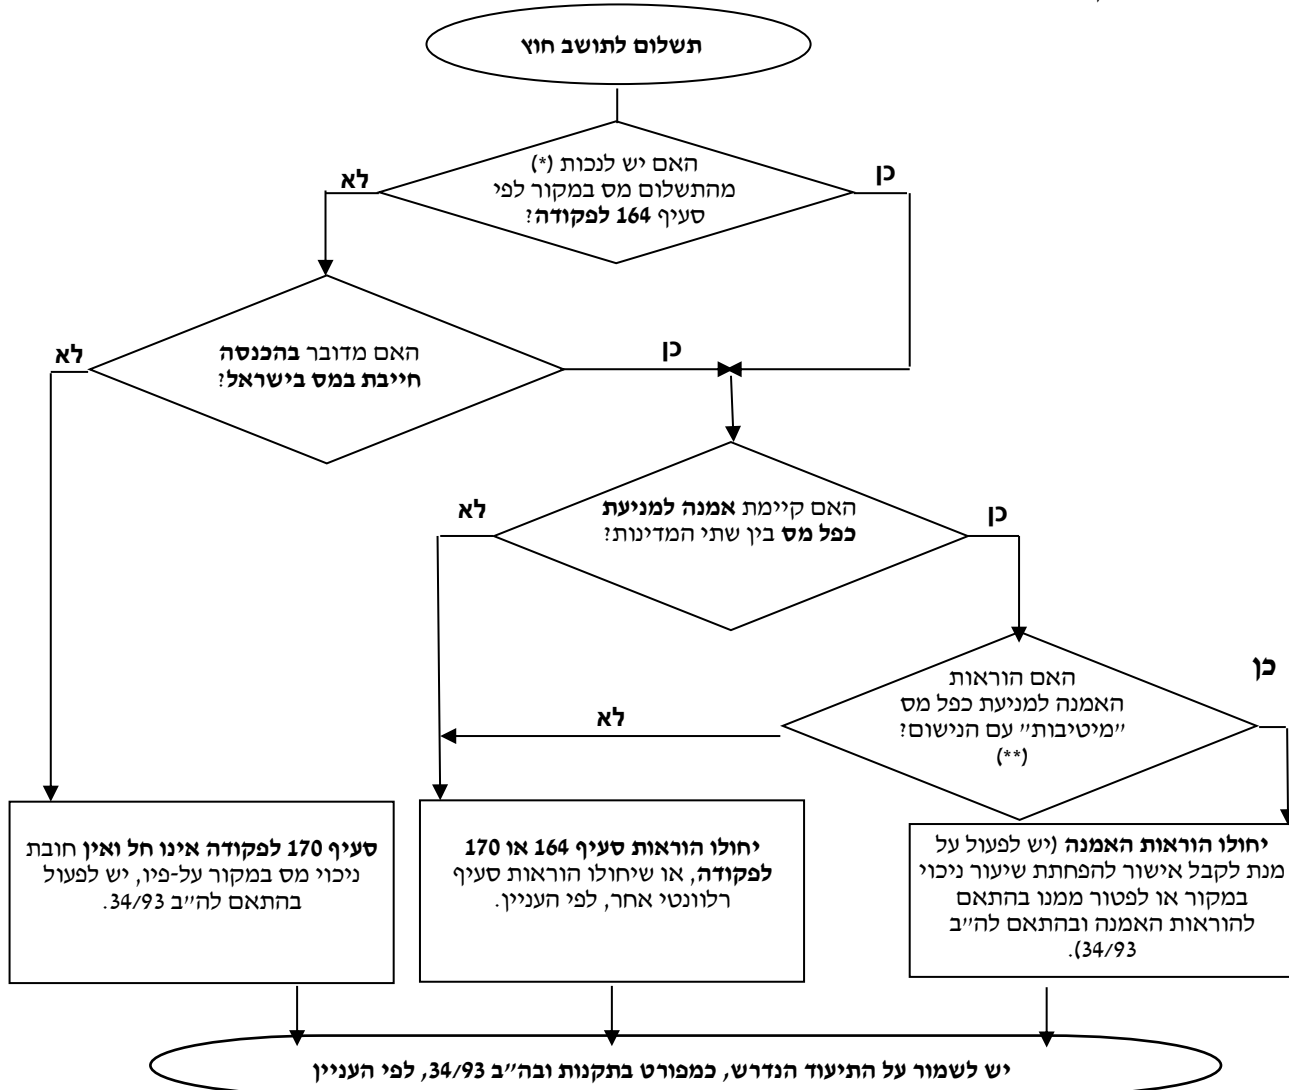 תשלום לתושב חוץ
האם יש לנכות (*)
מהתשלום מס במקור לפי
סעיף 164 לפקודה?
כן
לא
האם מדובר בהכנסה
חייבת במס בישראל?
כן
לא
האם קיימת אמנה למניעת
כפל מס בין שתי המדינות?
כן
לא
האם הוראות
האמנה למניעת כפל מס
"מיטיבות" עם הנישום?
(**)
כן
לא
יחולו הוראות האמנה (יש לפעול על
מנת לקבל אישור להפחתת שיעור ניכוי
במקור או לפטור ממנו בהתאם
להוראות האמנה ובהתאם לה"ב
34/93).
יחולו הוראות סעיף 164 או 170
לפקודה, או שיחולו הוראות סעיף
רלוונטי אחר, לפי העניין.
סעיף 170 לפקודה אינו חל ואין חובת
ניכוי מס במקור על-פיו, יש לפעול
בהתאם לה"ב 34/93.
יש לשמור על התיעוד הנדרש, כמפורט בתקנות ובה"ב 34/93, לפי העניין